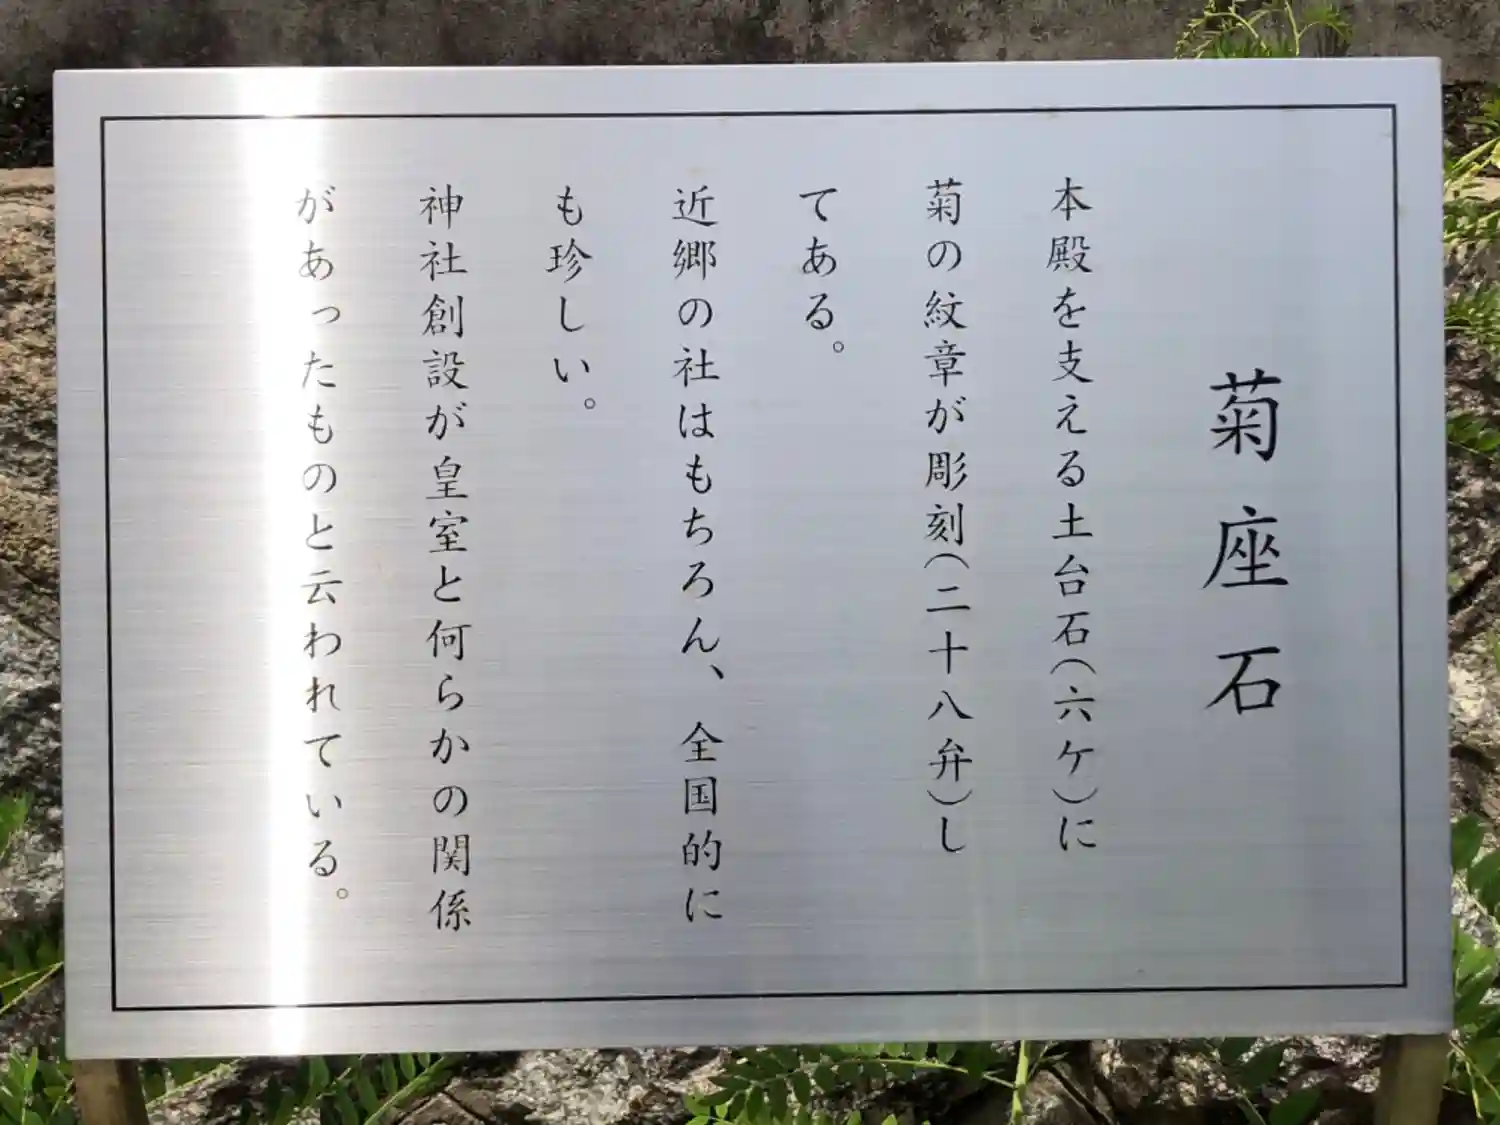 菊座石
本殿を支える土台石(六ケ)に
菊の紋章が彫刻(二十八弁)し
てある。
近郷の社はもちろん、全国的に
も珍しい。
神社創設が皇室と何らかの関係
があったものと云われている。